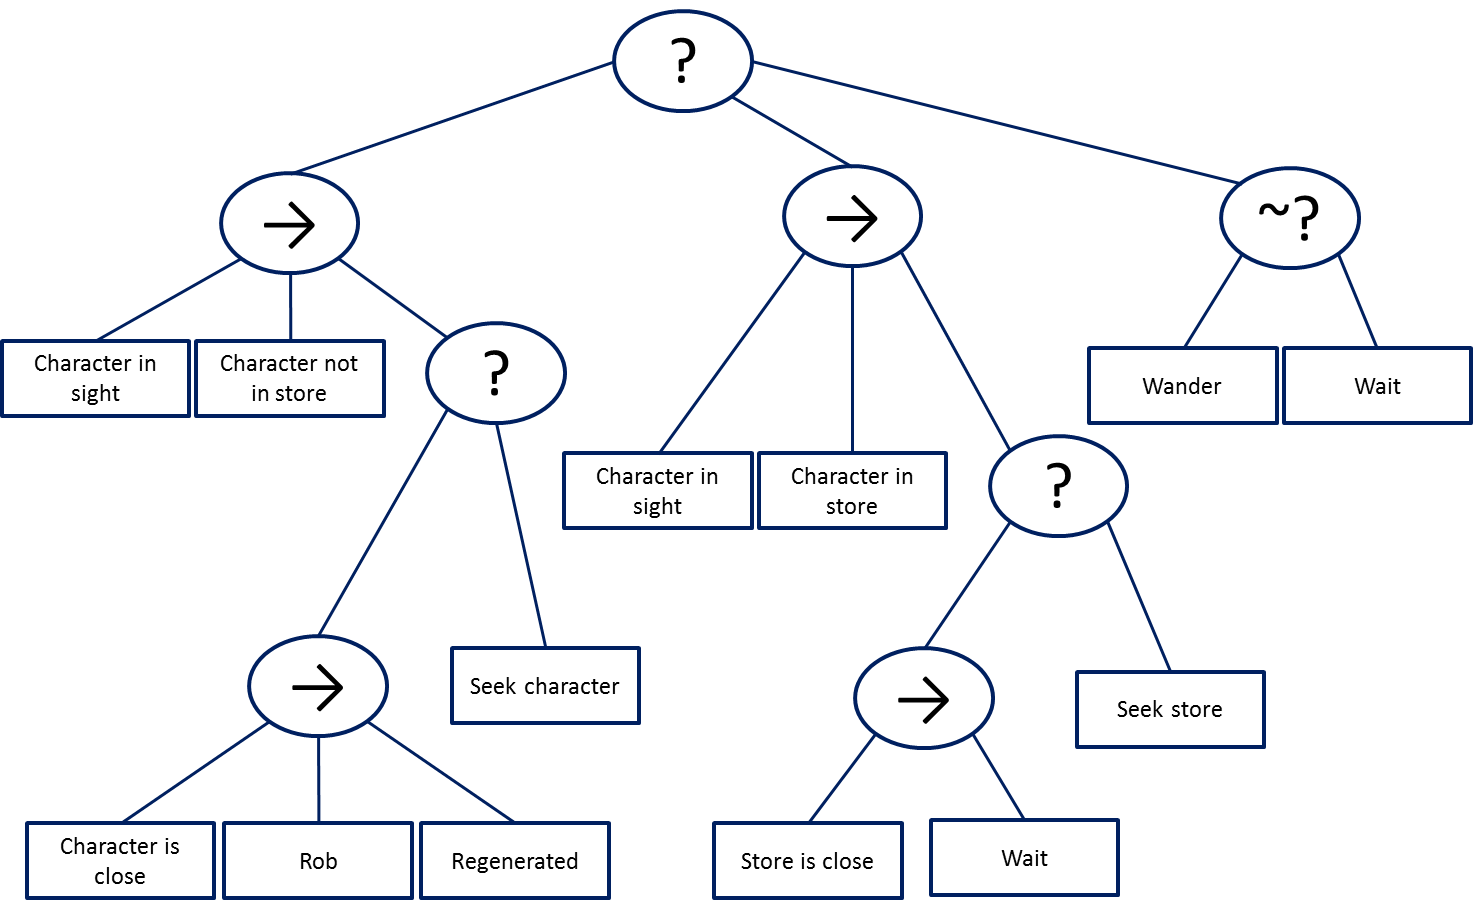 ?
→
→
~?
Character in
sight
Character not
in store
?
Wander
Wait
Character in
sight
Character in
store
?
→
Seek character
→
Seek store
Character is
close
Rob
Regenerated
Store is close
Wait